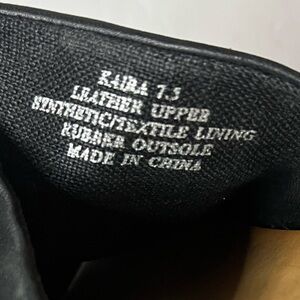 KAIRA 7.5
LEATHER UPPER
SYNTHETIC/TEXTILE LINING
RUBBER OUTSOLE
MADE IN CHINA